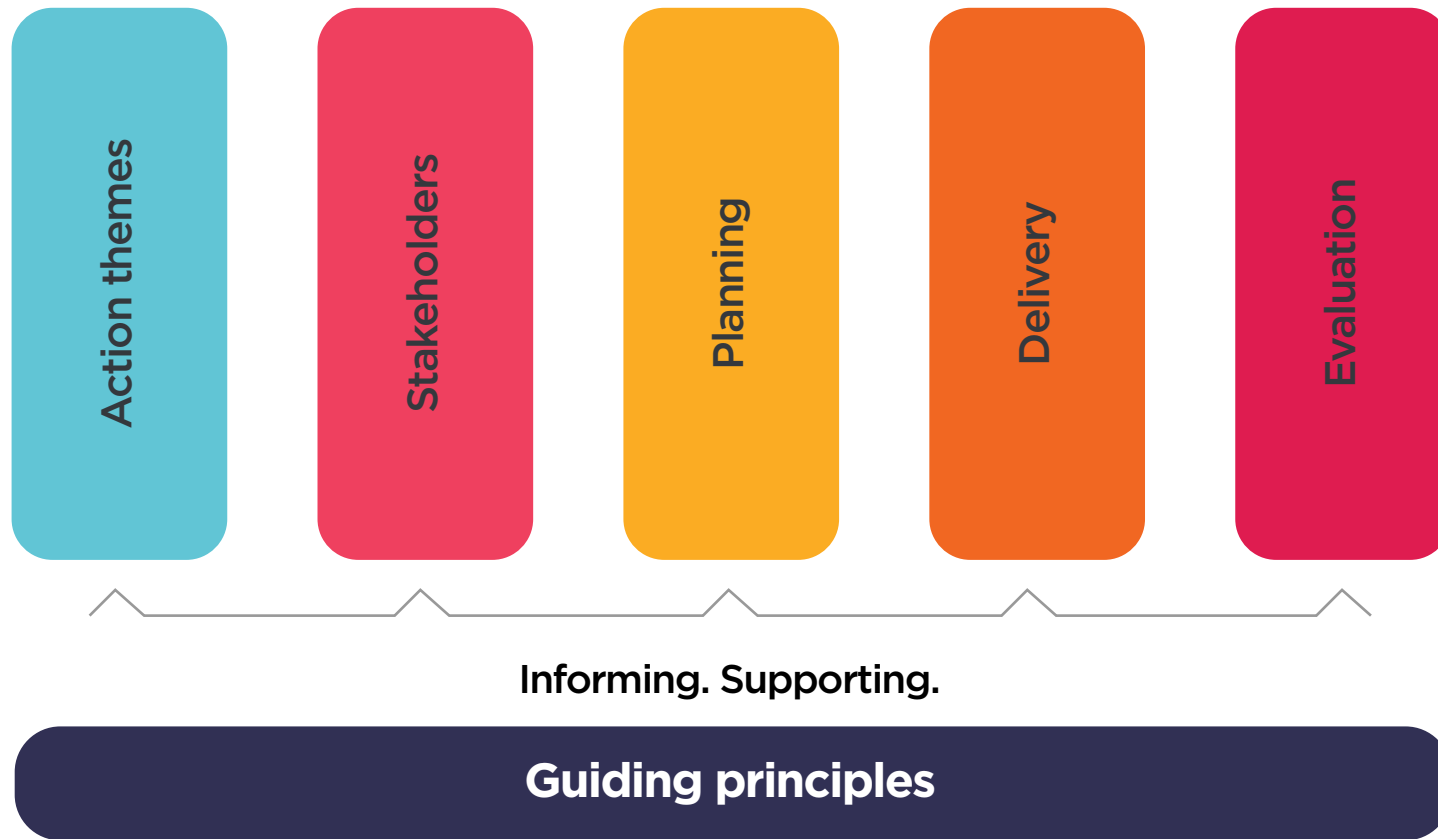 Action themes
Stakeholders
Planning
Delivery
Evaluation
Informing. Supporting.
Guiding principles